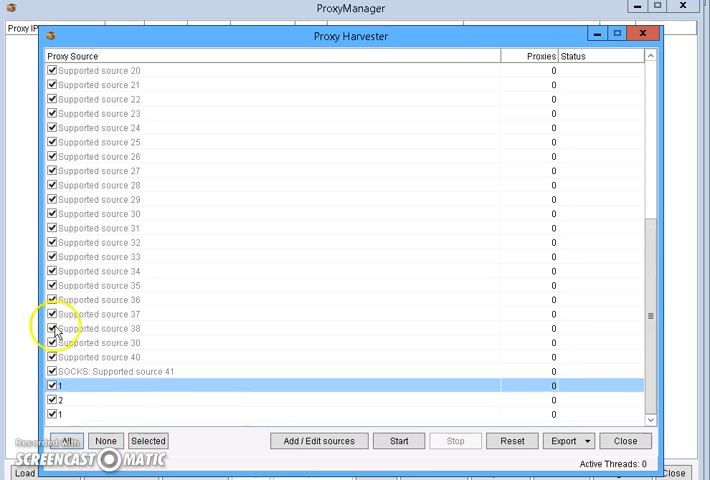 ProxyManager
Proxy IP
Proxy Harvester
Proxy Source Proxies Status
Supported source 20 0
Supported source 21 0
Supported source 22 0
Supported source 23 0
Supported source 24 0
Supported source 25 0
Supported source 26 0
Supported source 27 0
Supported source 28 0
Supported source 29 0
Supported source 30 0
Supported source 31 0
Supported source 32 0
Supported source 33 0
Supported source 34 0
Supported source 35 0
Supported source 36 0
Supported source 37 0
Supported source 38 0
Supported source 30 0
Supported source 40 0
SOCKS: Supported source 41 0
1 0
2 0
1 0
All None Selected Add / Edit sources Start Stop Reset Export Close
Recorded with
SCREENCAST MATIC
Active Threads: 0
Load Close